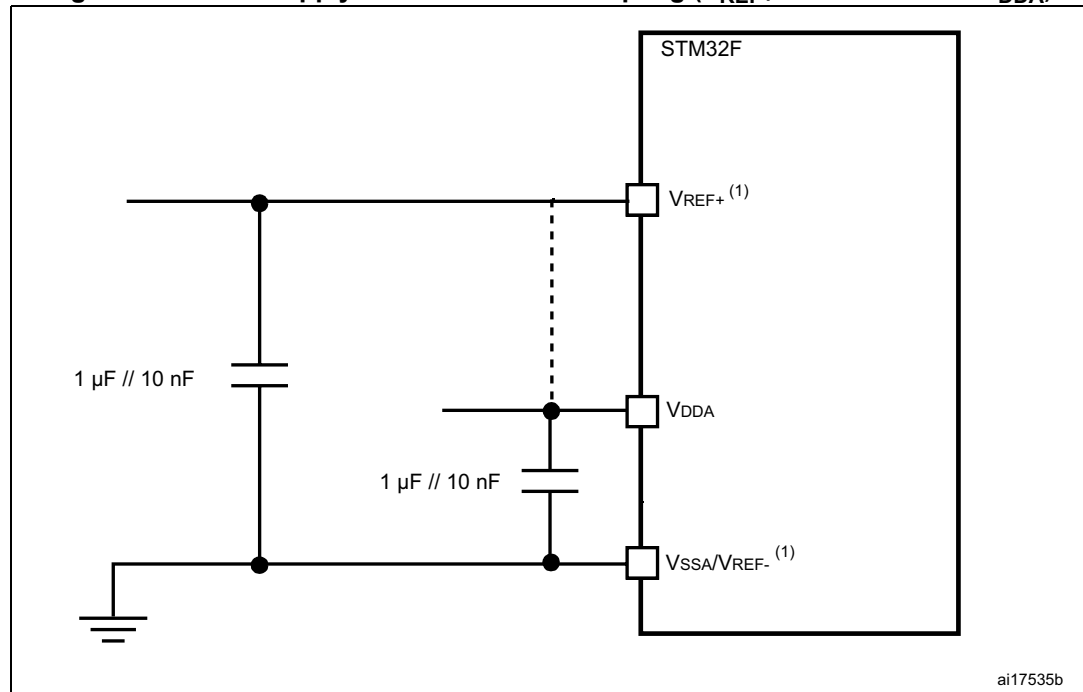 STM32F
VREF+ (1)
1 µF // 10 nF
VDDA
1 µF // 10 nF
VSSA/VREF- (1)
ai17535b